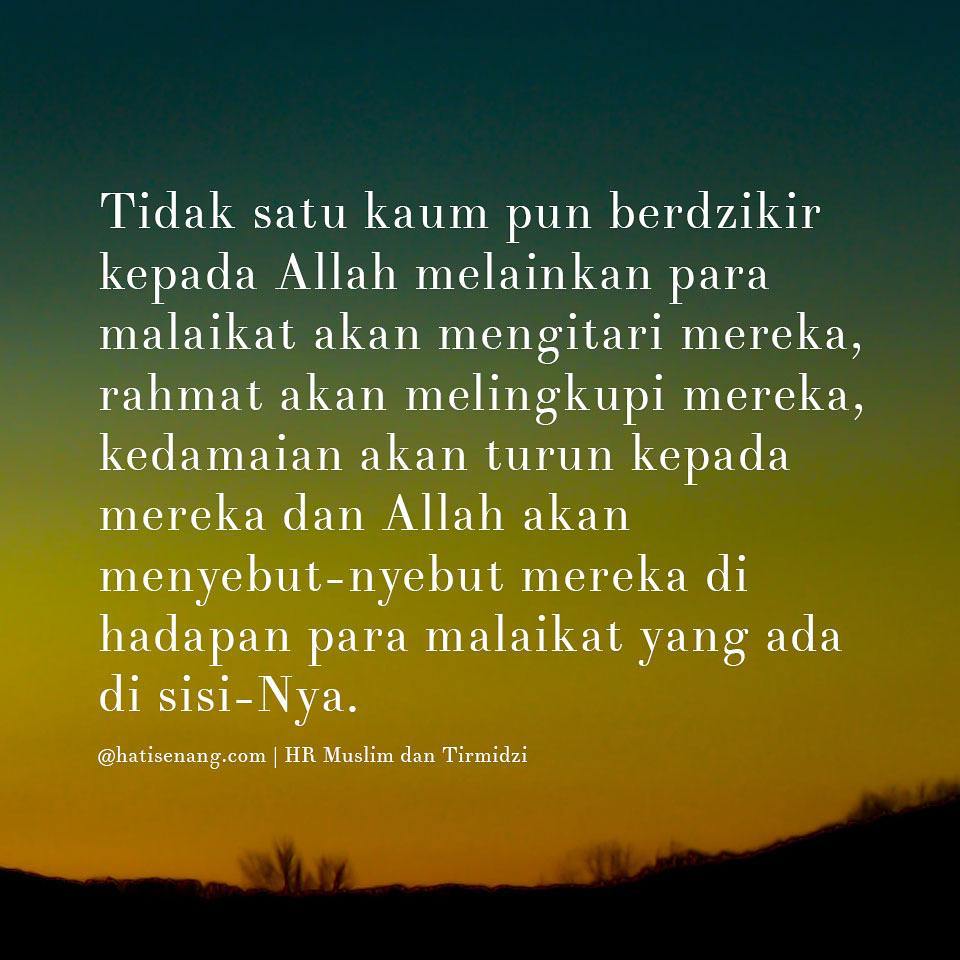 Tidak satu kaum pun berdzikir
kepada Allah melainkan para
malaikat akan mengitari mereka,
rahmat akan melingkupi mereka,
kedamaian akan turun kepada
mereka dan Allah akan
menyebut-nyebut mereka di
hadapan para malaikat yang ada
di sisi-Nya.
@hatisenang.com | HR Muslim dan Tirmidzi